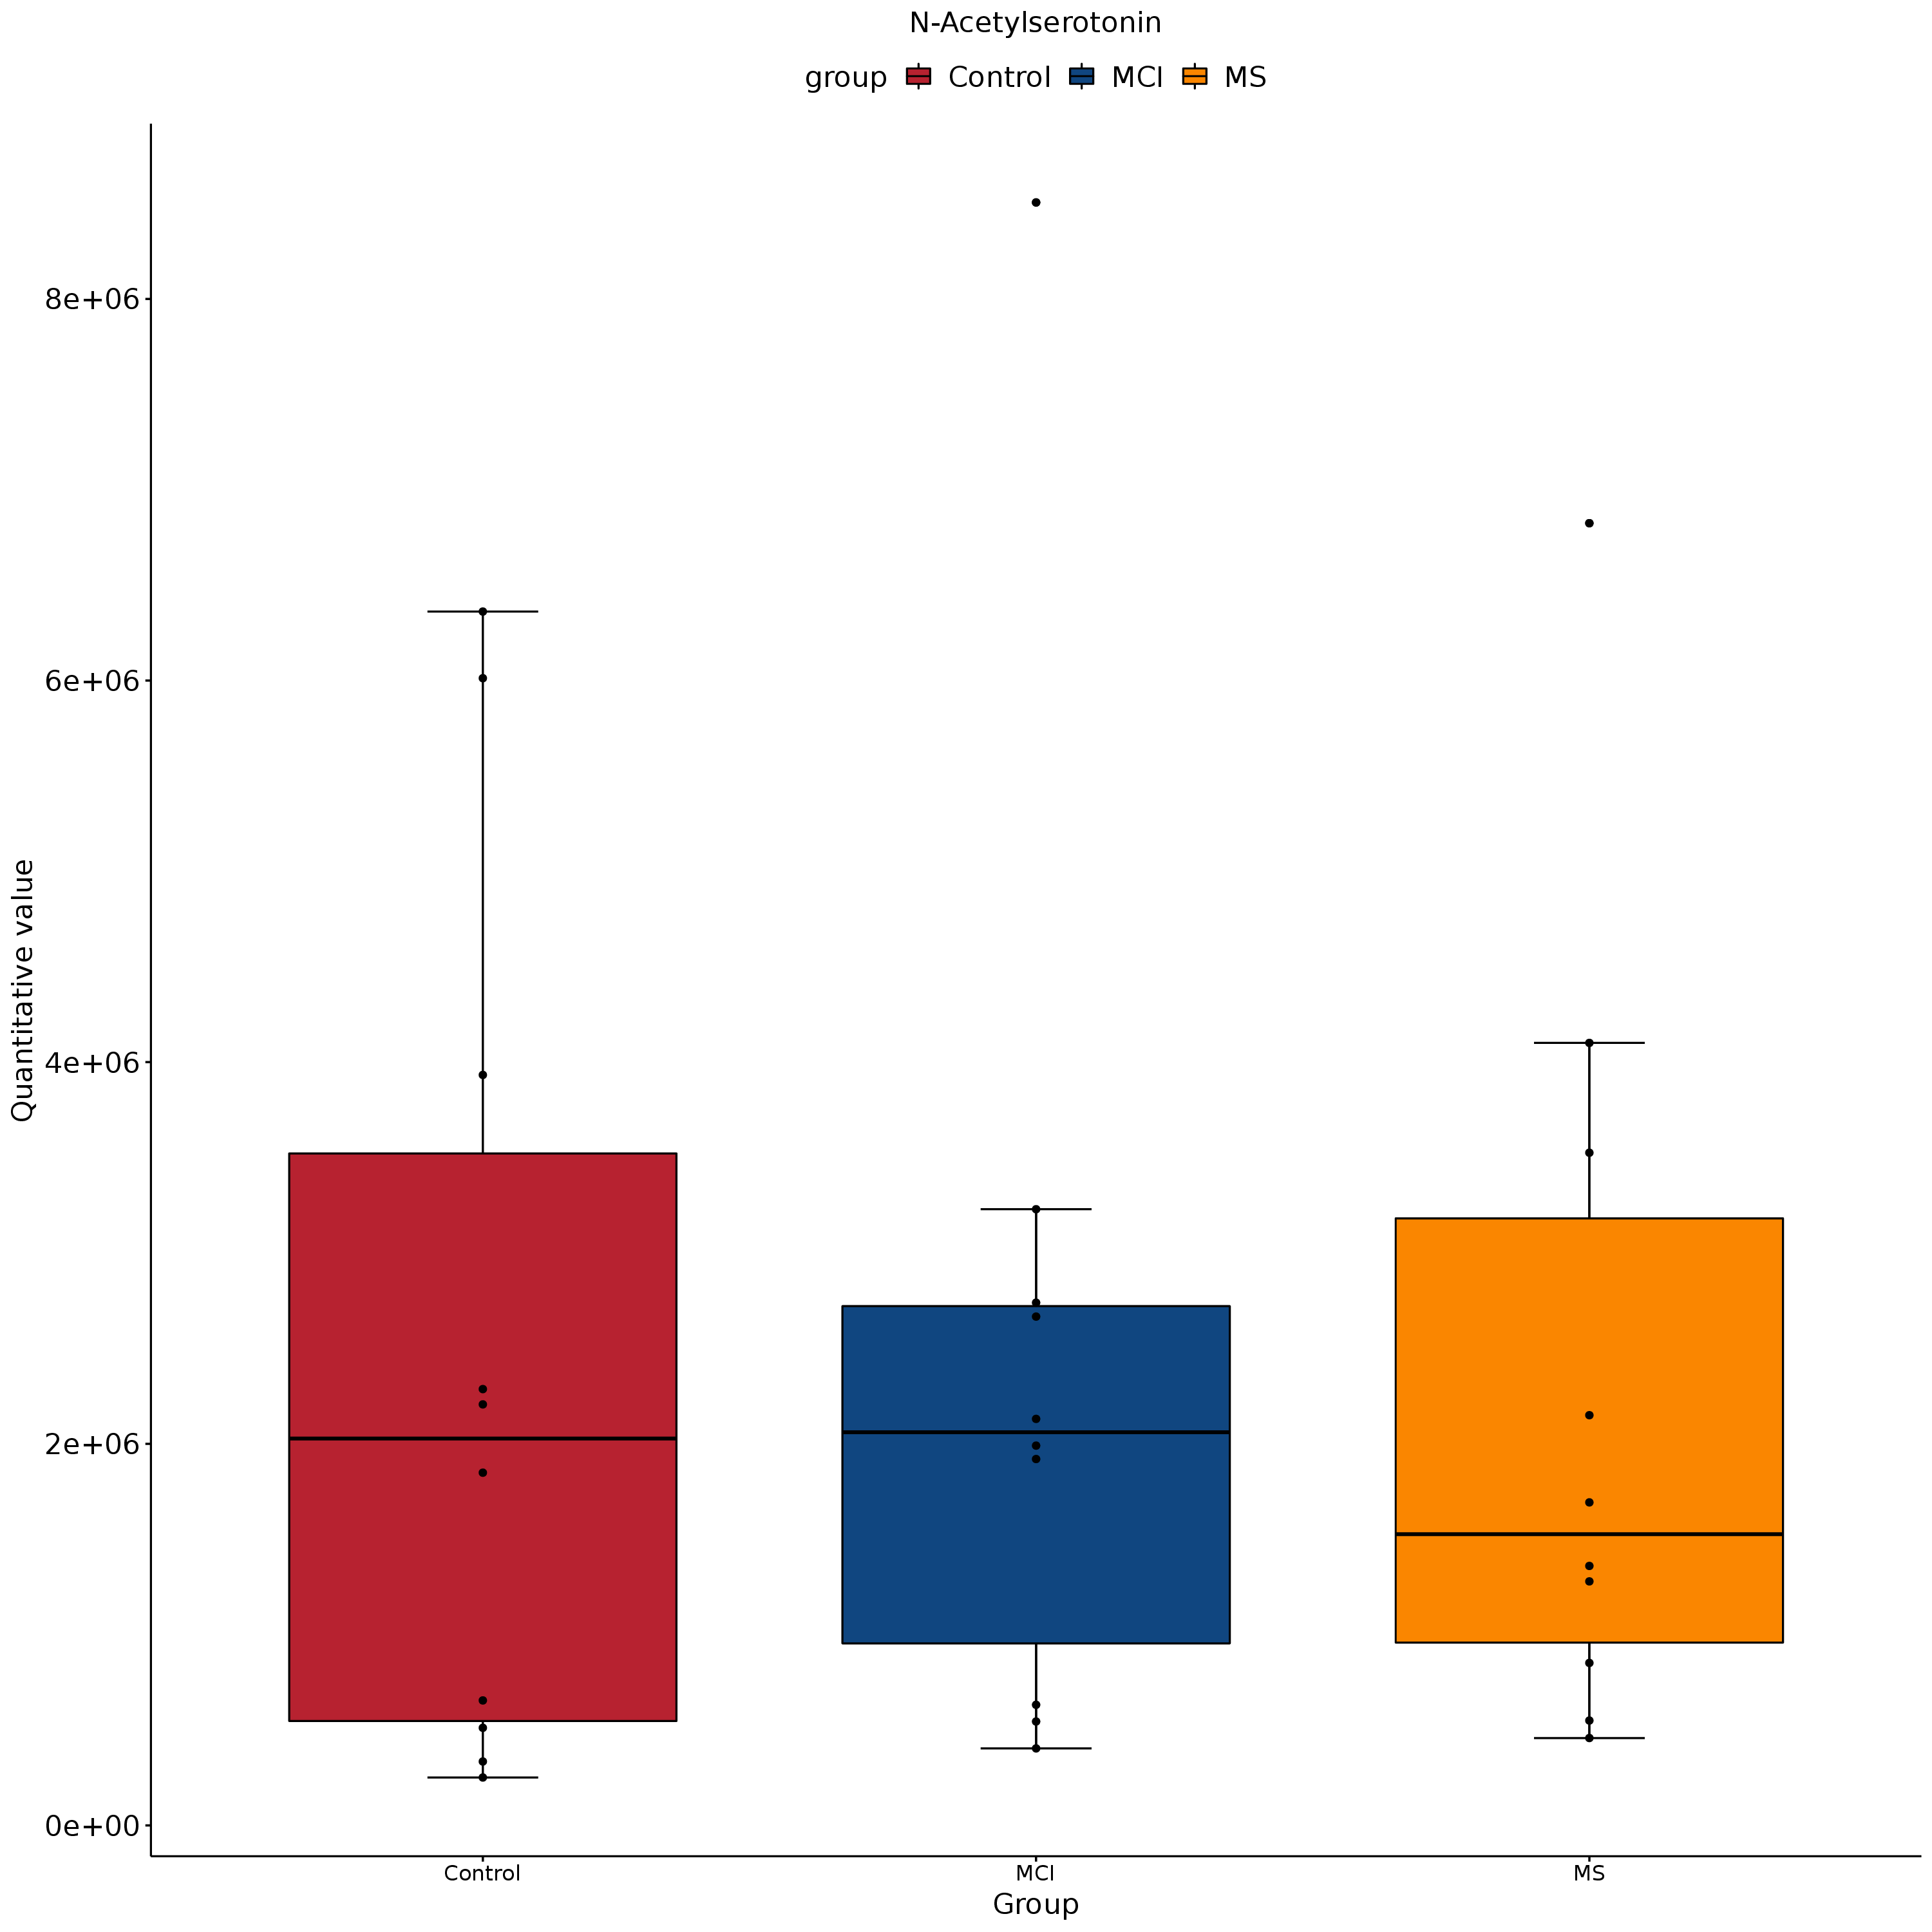 N-Acetylserotonin
group Control MCI MS
8e+06
6e+06
4e+06
2e+06
0e+00
Quantitative value
Control MCI MS
Group